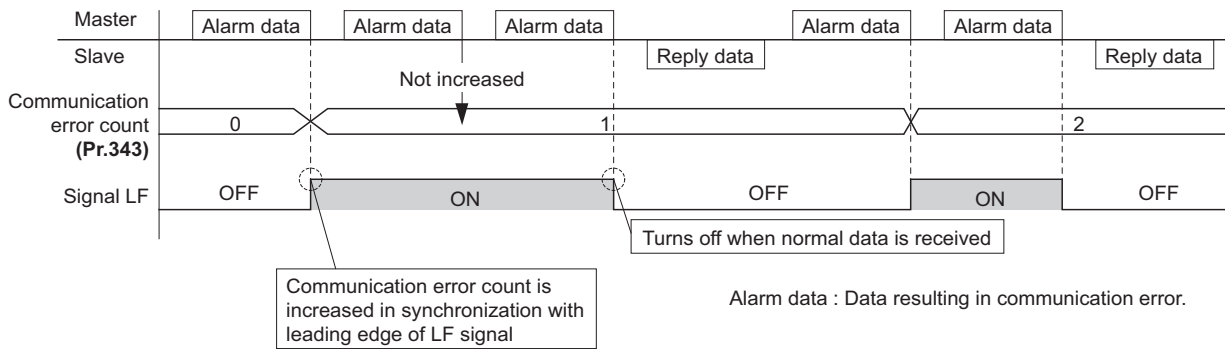 Master
Alarm data
Alarm data
Alarm data
Alarm data
Alarm data
Slave
Reply data
Reply data
Not increased
Communication
error count
(Pr.343)
0
1
2
Signal LF
OFF
ON
OFF
ON
OFF
Turns off when normal data is received
Communication error count is
increased in synchronization with
leading edge of LF signal
Alarm data : Data resulting in communication error.